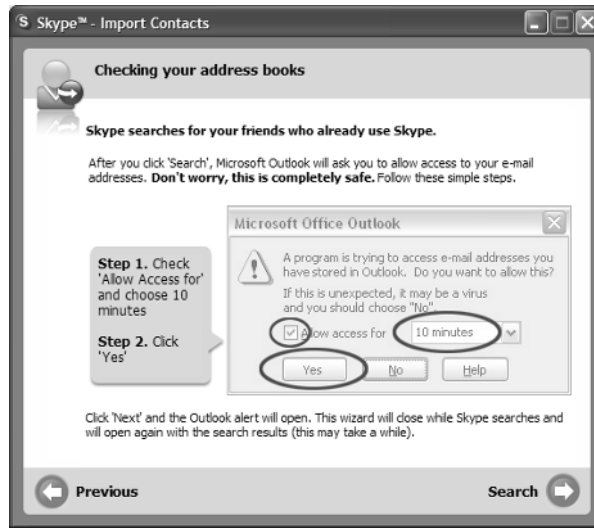 Skype™ - Import Contacts
Checking your address books
Skype searches for your friends who already use Skype.
After you click 'Search', Microsoft Outlook will ask you to allow access to your e-mail
addresses. Don't worry, this is completely safe. Follow these simple steps.
Step 1. Check
'Allow Access for'
and choose 10
minutes
Step 2. Click
'Yes'
Microsoft Office Outlook
A program is trying to access e-mail addresses you
have stored in Outlook. Do you want to allow this?
If this is unexpected, it may be a virus
and you should choose "No".
Allow access for 10 minutes
Yes No Help
Click 'Next' and the Outlook alert will open. This wizard will close while Skype searches and
will open again with the search results (this may take a while).
Previous Search